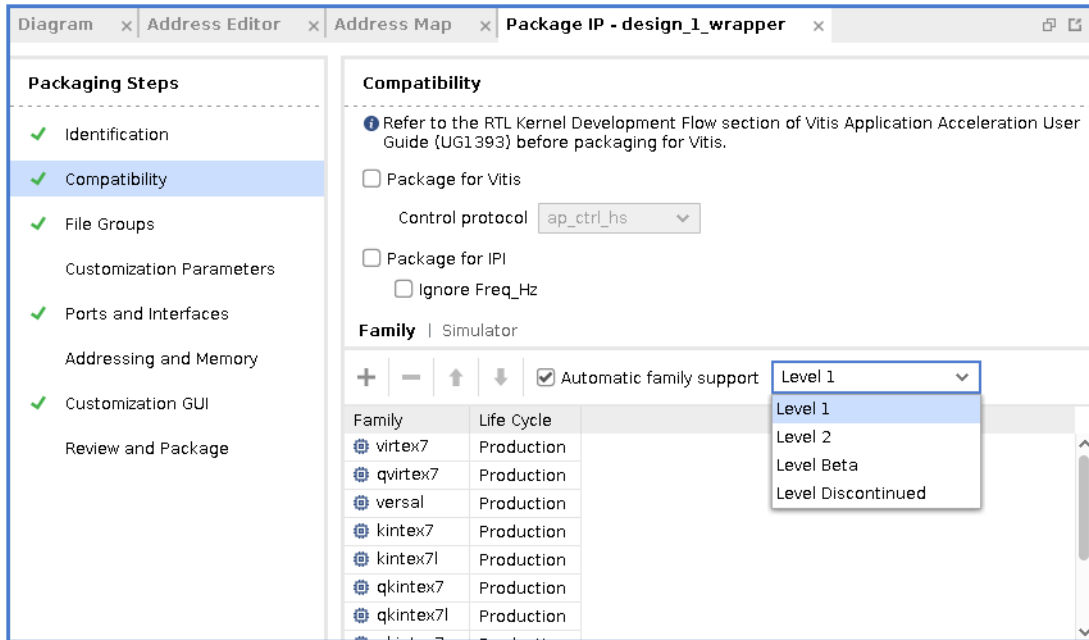 Diagram × Address Editor × Address Map × Package IP - design_1_wrapper ×
Packaging Steps
Identification
Compatibility
File Groups
Customization Parameters
Ports and Interfaces
Addressing and Memory
Customization GUI
Review and Package
Compatibility
Refer to the RTL Kernel Development Flow section of Vitis Application Acceleration User
Guide (UG1393) before packaging for Vitis.
Package for Vitis
Control protocol ap_ctrl_hs
Package for IPI
Ignore Freq_Hz
Family | Simulator
Automatic family support Level 1
Level 1
Level 2
Level Beta
Level Discontinued
Family Life Cycle
virtex7 Production
qvirtex7 Production
versal Production
kintex7 Production
kintex7l Production
qkintex7 Production
qkintex7l Production